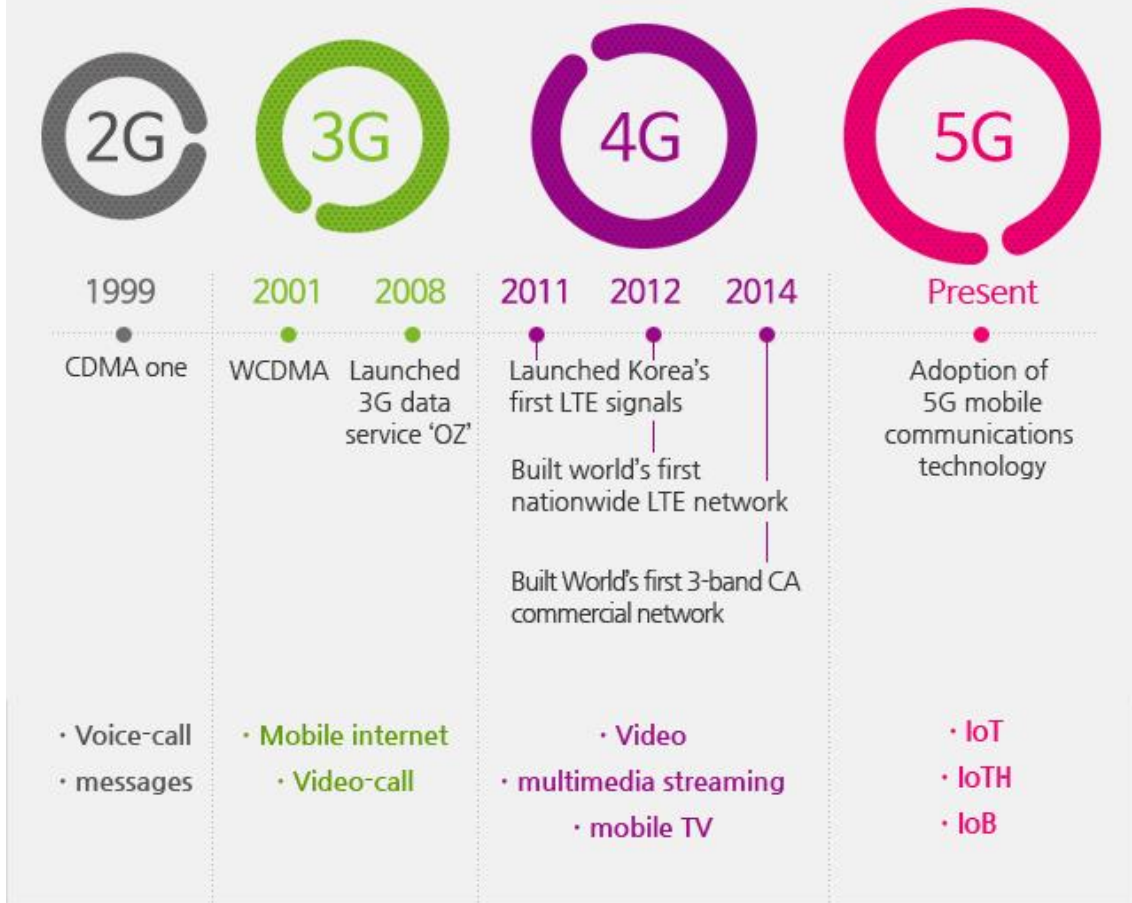 2G
3G
4G
5G
1999
2001
2008
2011
2012
2014
Present
CDMA one
WCDMA
Launched
3G data
service ‘OZ’
Launched Korea’s
first LTE signals
Built world’s first
nationwide LTE network
Built World’s first 3-band CA
commercial network
Adoption of
5G mobile
communications
technology
· Voice-call
· messages
· Mobile internet
· Video-call
· Video
· multimedia streaming
· mobile TV
· IoT
· IoTH
· IoB